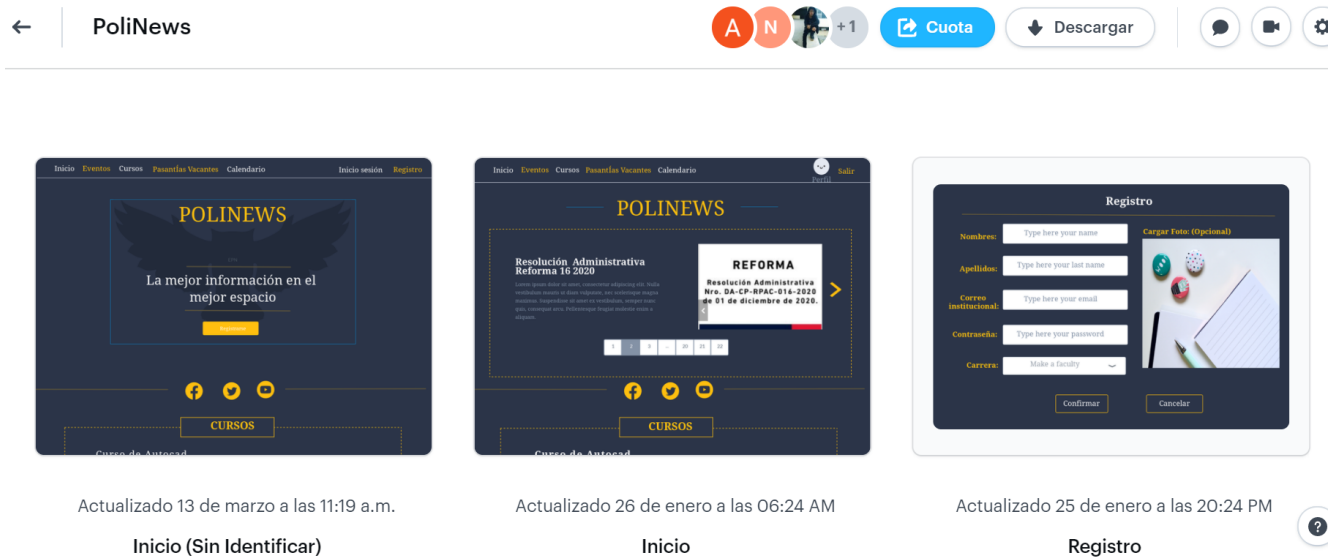 PoliNews
A
N
+1
Cuota
Descargar
Inicio Eventos Cursos Pasantías Vacantes Calendario
Inicio sesión Registro
POLINEWS
La mejor información en el
mejor espacio
CURSOS
Curso de Autocad
Actualizado 13 de marzo a las 11:19 a.m.
Inicio (Sin Identificar)
Inicio Eventos Cursos Pasantías Vacantes Calendario
Perfil
Salir
POLINEWS
Resolución Administrativa
Reforma 16 2020
REFORMA
Resolución Administrativa
Nro. DA-CP-RPAC-016-2020
de 01 de diciembre de 2020.
1 2 3 ... 20 21 22
CURSOS
Curso de Autocad
Actualizado 26 de enero a las 06:24 AM
Inicio
Registro
Nombres:
Type here your name
Apellidos:
Type here your last name
Correo
institucional:
Type here your email
Contraseña:
Type here your password
Carrera:
Make a faculty
Cargar Foto: (Opcional)
Confirmar
Cancelar
Actualizado 25 de enero a las 20:24 PM
Registro
?